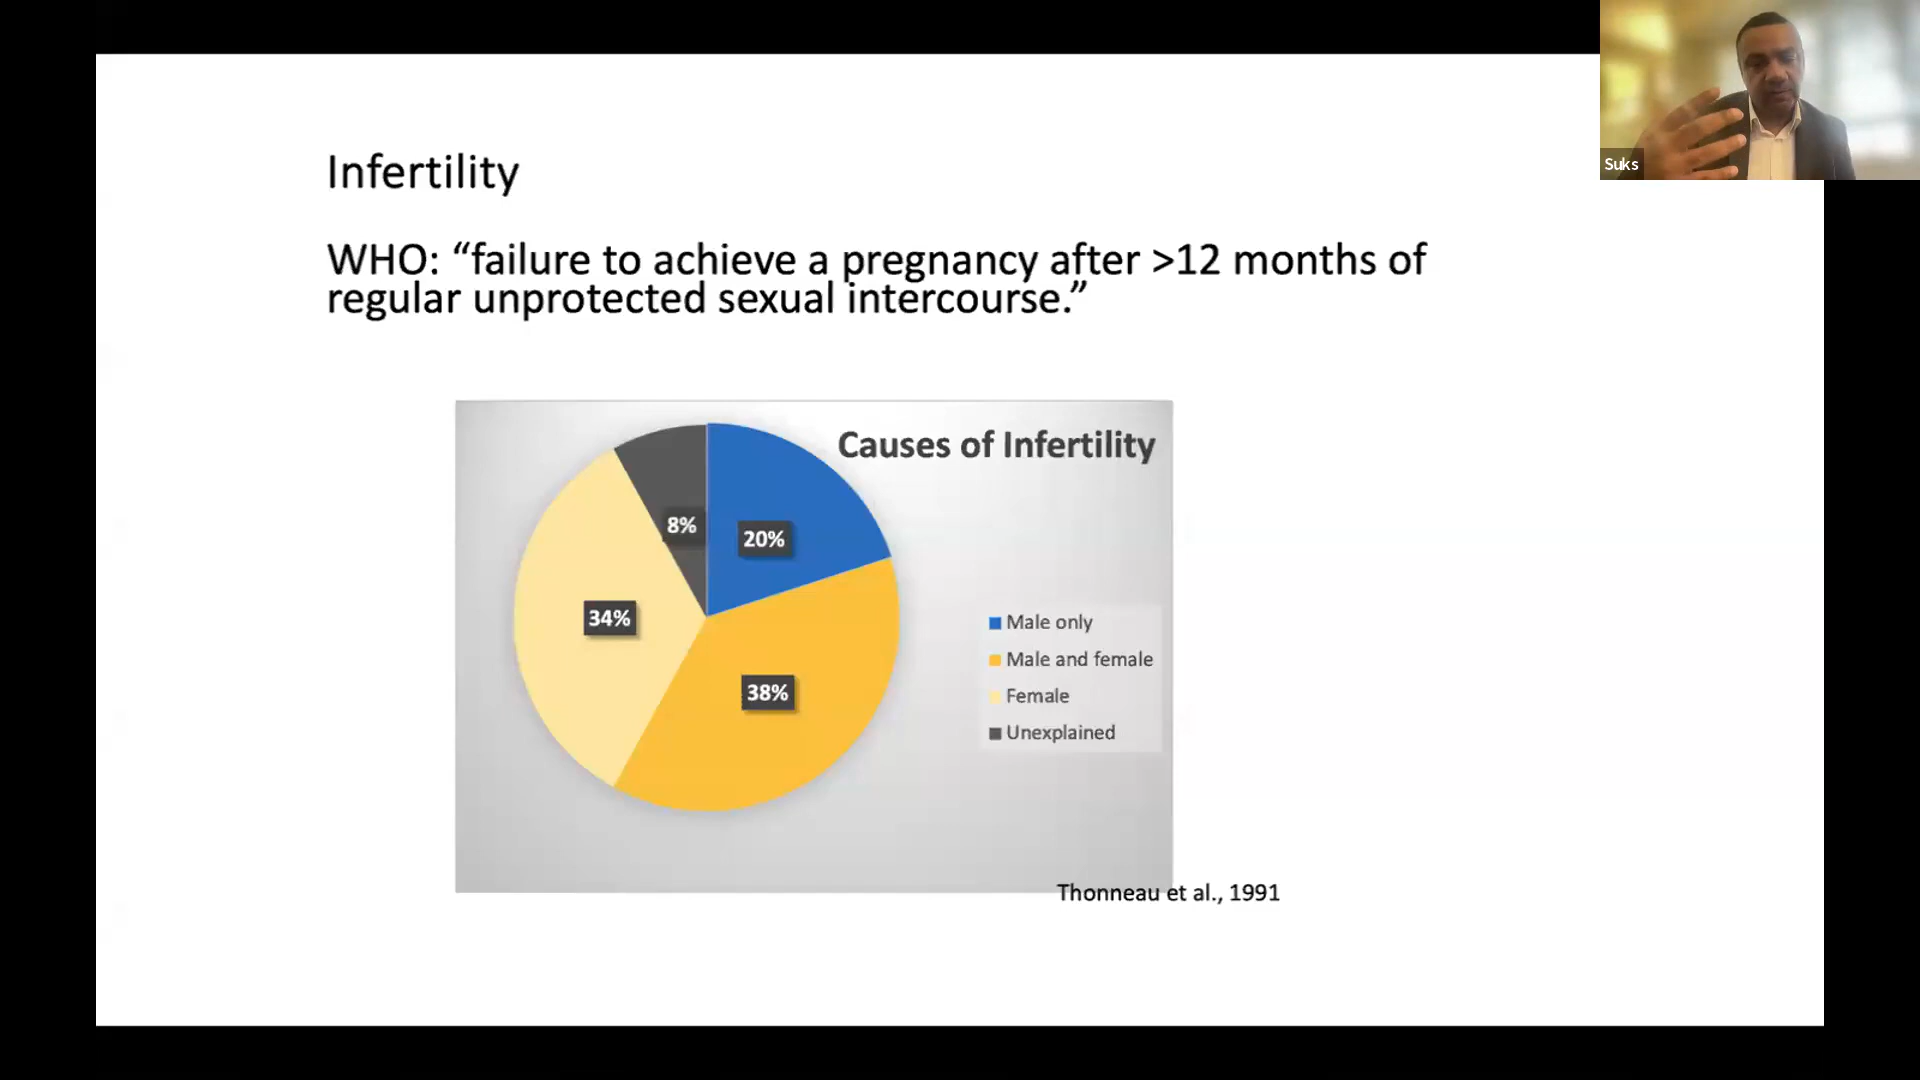 Suks
Infertility
WHO: “failure to achieve a pregnancy after >12 months of
regular unprotected sexual intercourse.”
Causes of Infertility
8%
20%
34%
38%
Male only
Male and female
Female
Unexplained
Thonneau et al., 1991